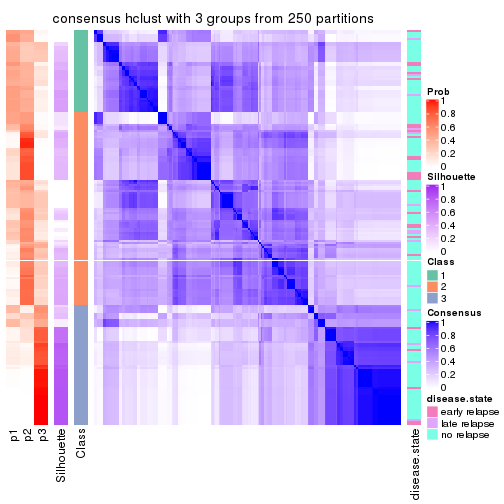 consensus hclust with 3 groups from 250 partitions
Prob
1
0.8
0.6
0.4
0.2
0
Silhouette
1
0.8
0.6
0.4
0.2
0
Class
1
2
3
Consensus
1
0.8
0.6
0.4
0.2
0
disease.state
early relapse
late relapse
no relapse
p1
p2
p3
Silhouette
Class
disease.state